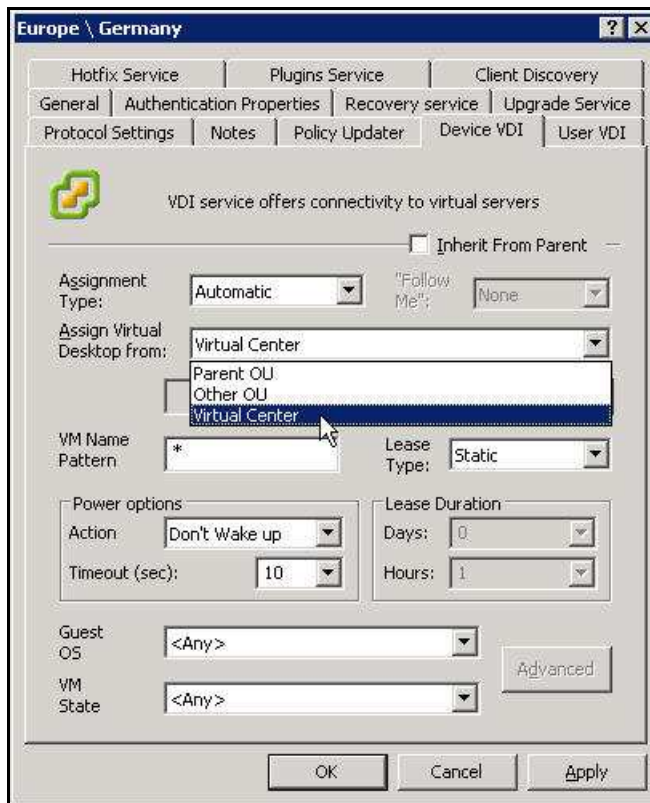 Europe \ Germany
Hotfix Service Plugins Service Client Discovery
General Authentication Properties Recovery service Upgrade Service
Protocol Settings Notes Policy Updater Device VDI User VDI
VDI service offers connectivity to virtual servers
Inherit From Parent
Assignment Type: Automatic "Follow Me": None
Assign Virtual Desktop from: Virtual Center
Parent OU
Other OU
Virtual Center
VM Name Pattern * Lease Type: Static
Power options Lease Duration
Action Don't Wake up Days: 0
Timeout (sec): 10 Hours: 1
Guest OS <Any>
Advanced
VM State <Any>
OK Cancel Apply